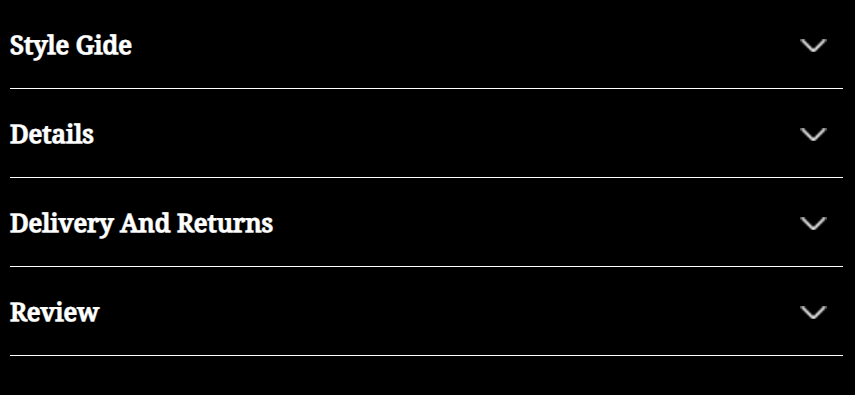 Style Gide
Details
Delivery And Returns
Review